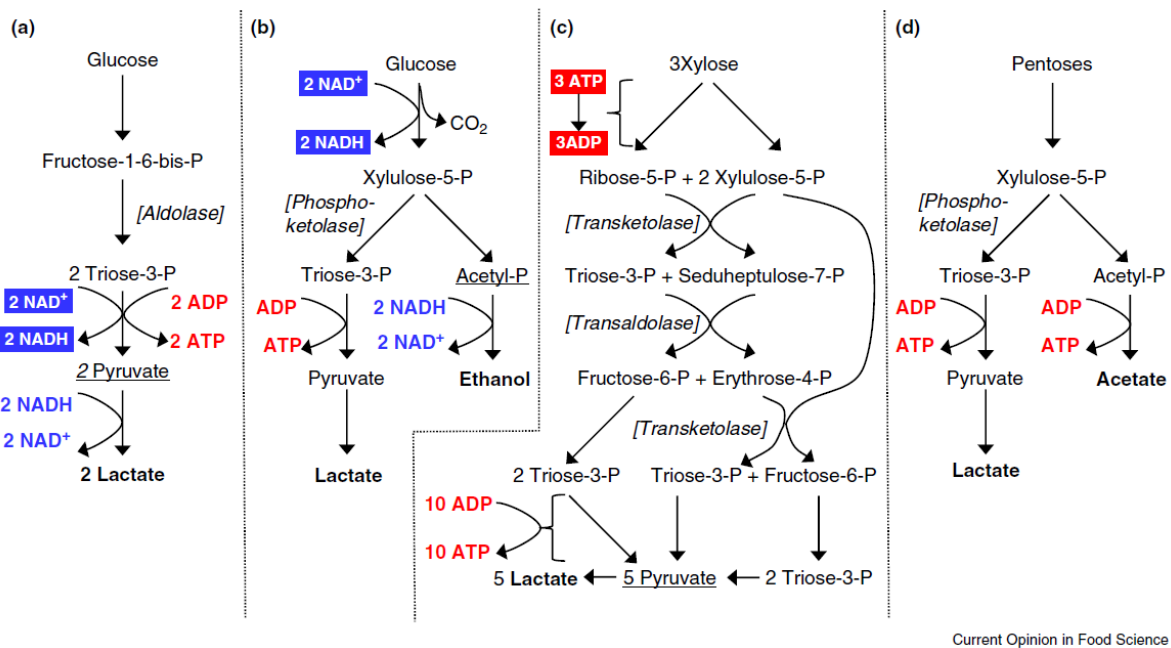 (a)
Glucose
Fructose-1-6-bis-P
[Aldolase]
2 Triose-3-P
2 NAD⁺
2 ADP
2 NADH
2 ATP
2 Pyruvate
2 NADH
2 NAD⁺
2 Lactate
(b)
Glucose
2 NAD⁺
CO₂
2 NADH
Xylulose-5-P
[Phospho-
ketolase]
Triose-3-P
Acetyl-P
ADP
2 NADH
ATP
2 NAD⁺
Pyruvate
Ethanol
Lactate
(c)
3Xylose
3 ATP
3ADP
Ribose-5-P + 2 Xylulose-5-P
[Transketolase]
Triose-3-P + Seduheptulose-7-P
[Transaldolase]
Fructose-6-P + Erythrose-4-P
[Transketolase]
2 Triose-3-P
Triose-3-P + Fructose-6-P
10 ADP
10 ATP
5 Lactate
5 Pyruvate
2 Triose-3-P
(d)
Pentoses
Xylulose-5-P
[Phospho-
ketolase]
Triose-3-P
Acetyl-P
ADP
ADP
ATP
ATP
Pyruvate
Acetate
Lactate
Current Opinion in Food Science